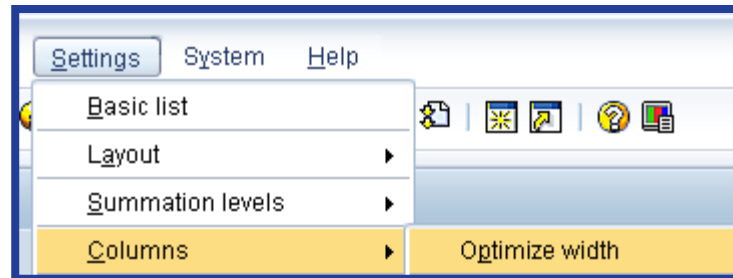 Settings System Help
Basic list
Layout
Summation levels
Columns Optimize width